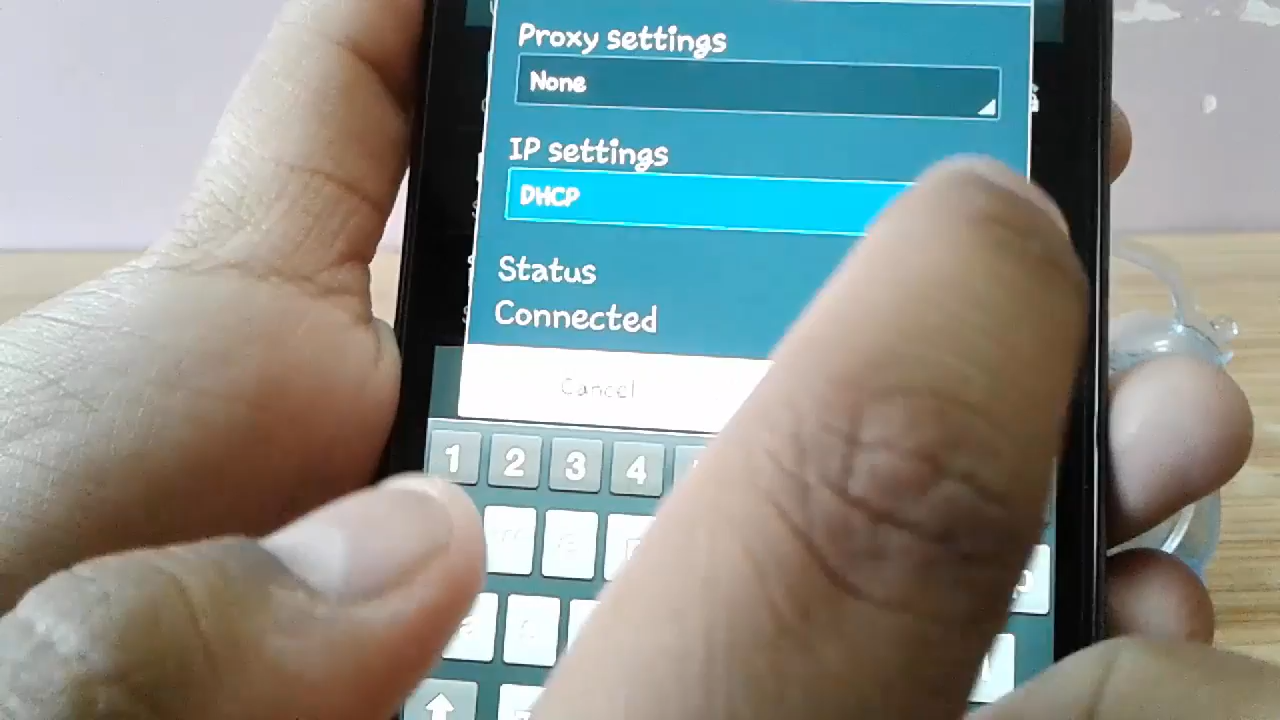 Proxy settings
None
IP settings
DHCP
Status
Connected
Cancel
1 2 3 4